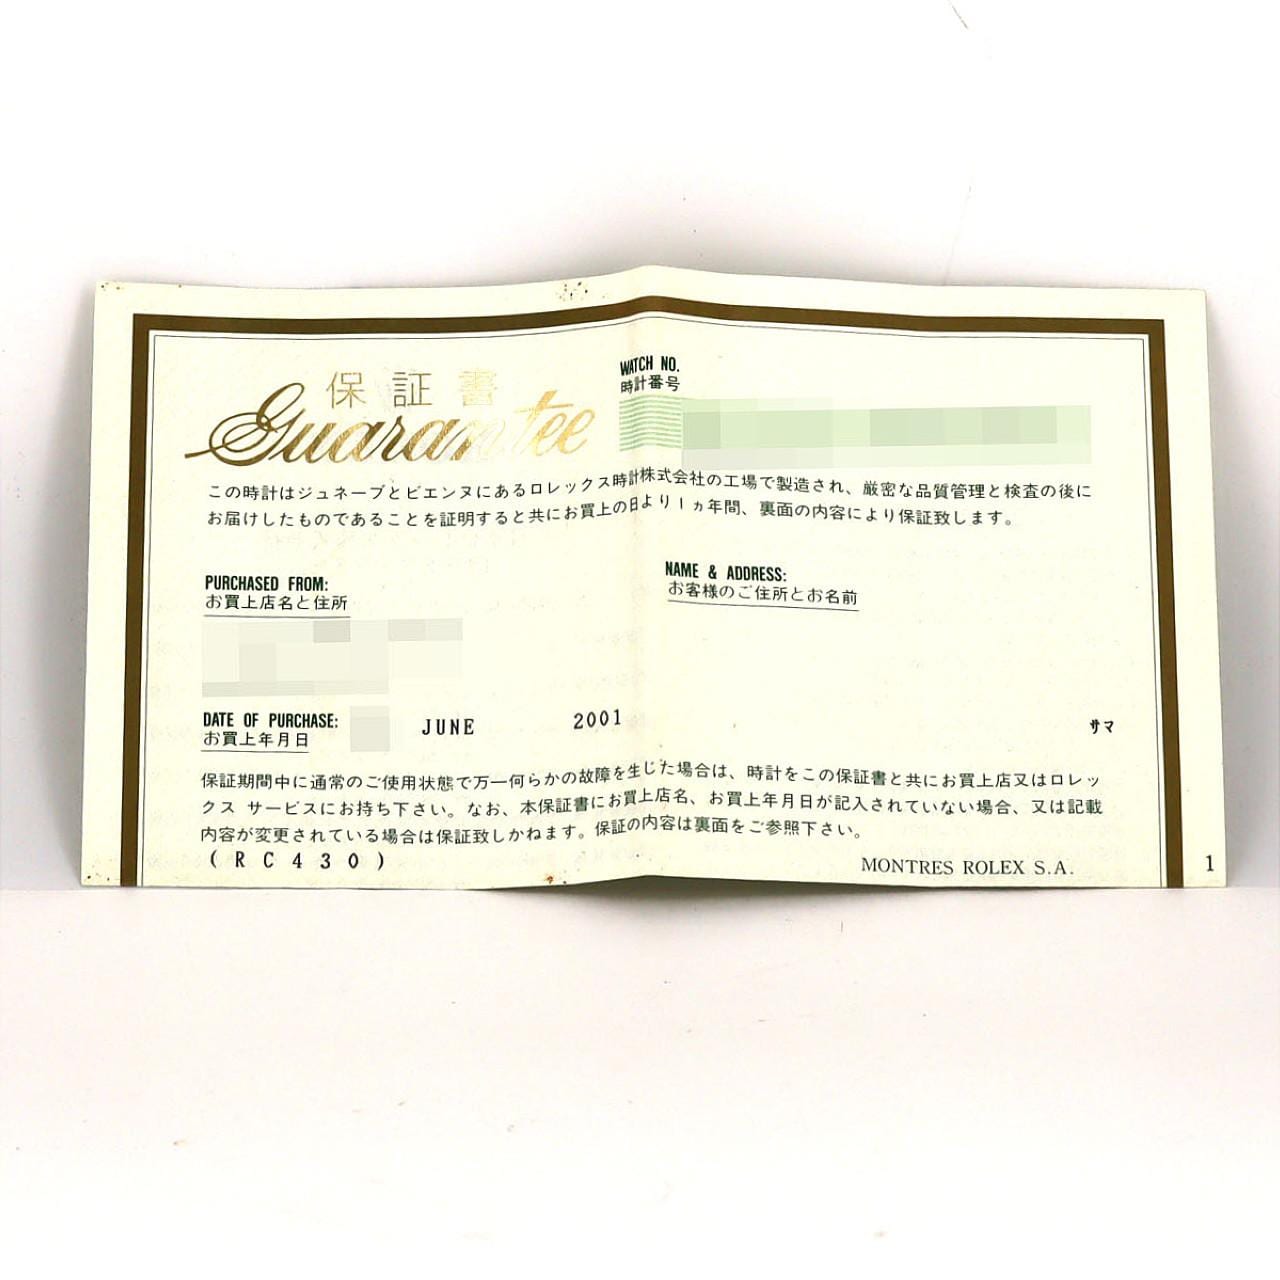 保証書
Guarantee
WATCH NO.
時計番号
この時計はジュネーブとビエンヌにあるロレックス時計株式会社の工場で製造され、厳密な品質管理と検査の後に
お届けしたものであることを証明すると共にお買上の日より1ヵ年間、裏面の内容により保証致します。
PURCHASED FROM:
お買上店名と住所
NAME & ADDRESS:
お客様のご住所とお名前
DATE OF PURCHASE: JUNE 2001
お買上年月日
サマ
保証期間中に通常のご使用状態で万一何らかの故障を生じた場合は、時計をこの保証書と共にお買上店又はロレッ
クス サービスにお持ち下さい。なお、本保証書にお買上店名、お買上年月日が記入されていない場合、又は記載
内容が変更されている場合は保証致しかねます。保証の内容は裏面をご参照下さい。
(RC430)
MONTRES ROLEX S.A.
1